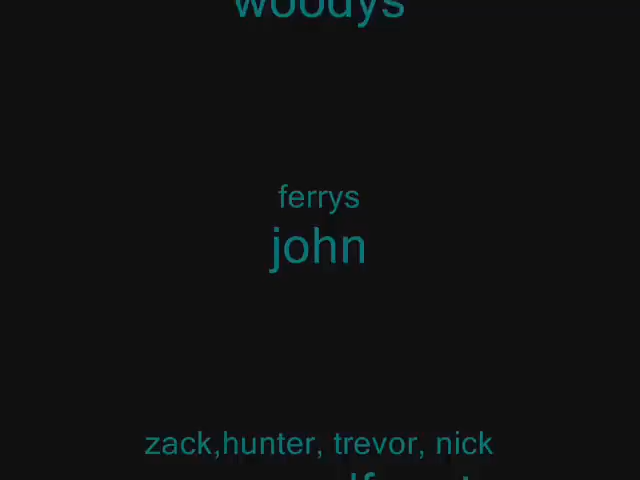 woodys
ferrys
john
zack,hunter, trevor, nick